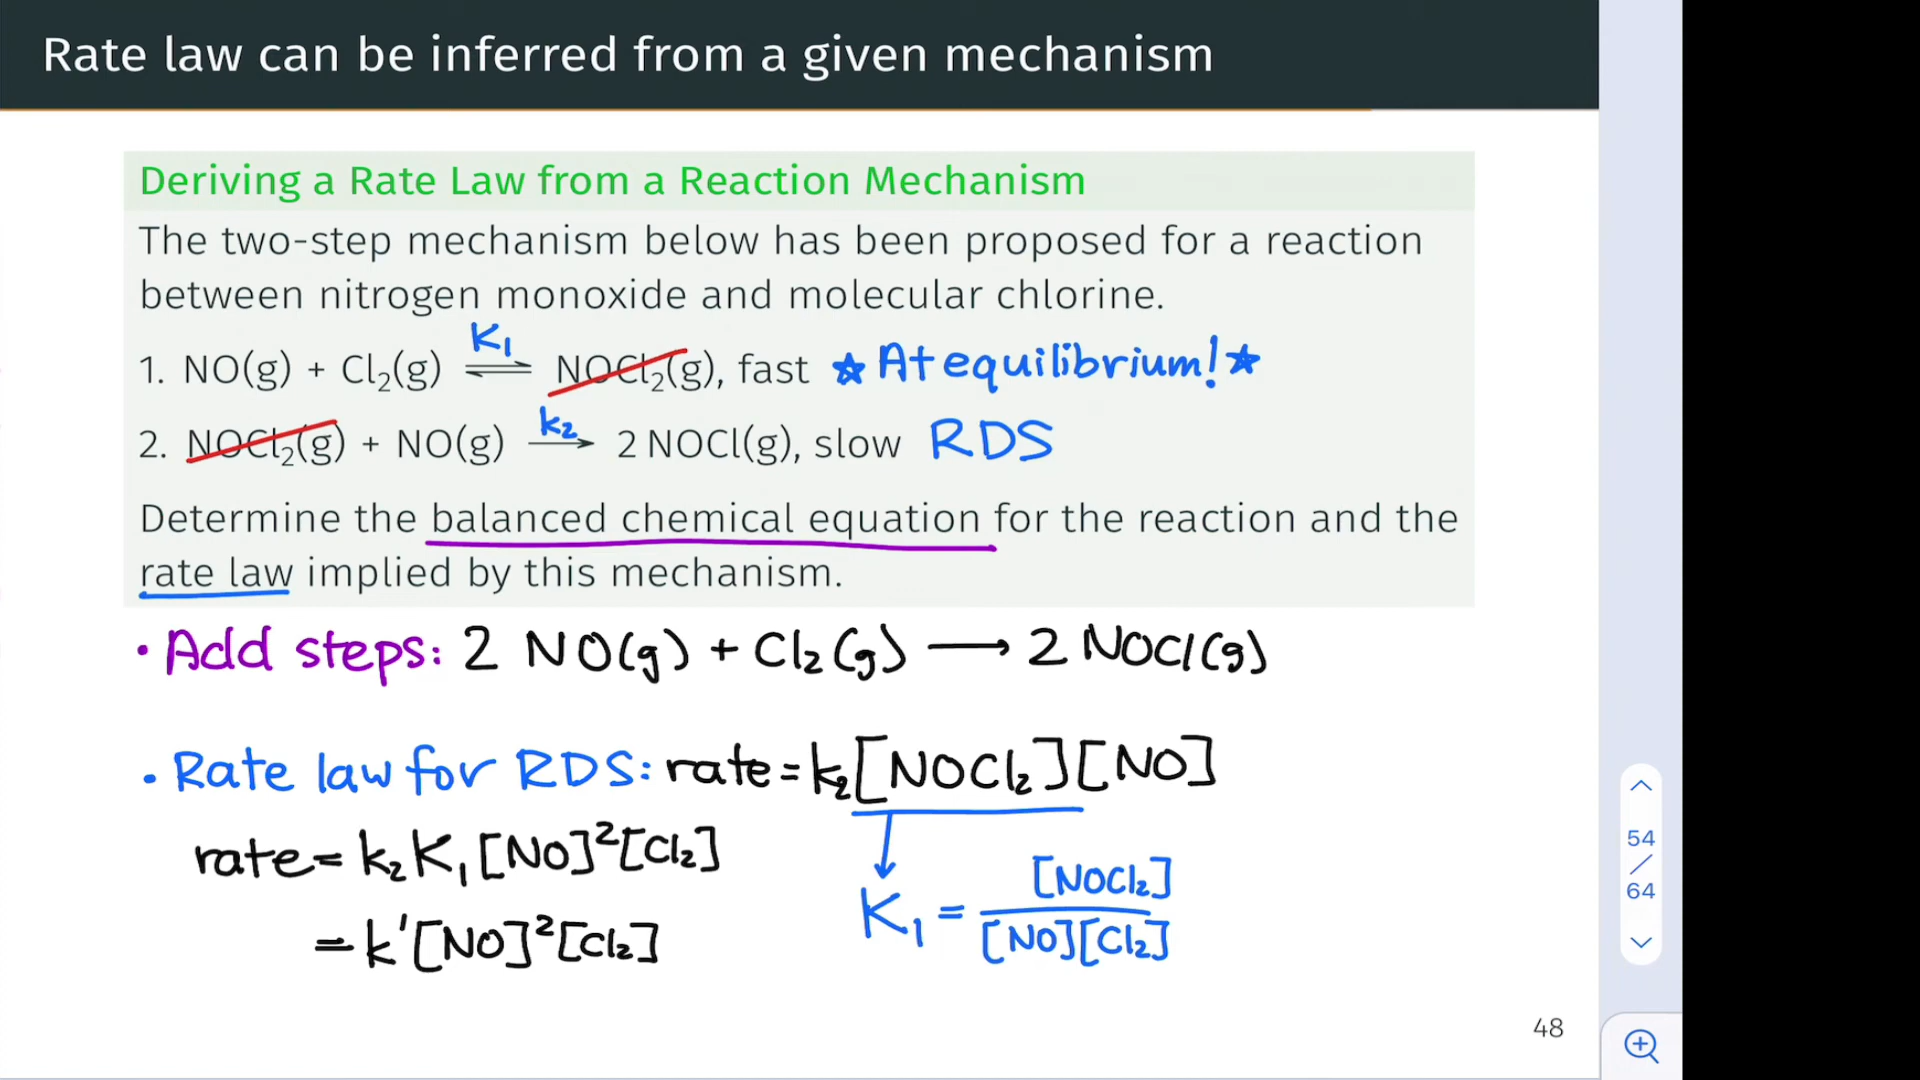 Rate law can be inferred from a given mechanism
Deriving a Rate Law from a Reaction Mechanism
The two-step mechanism below has been proposed for a reaction
between nitrogen monoxide and molecular chlorine.
K₁
1. NO(g) + Cl₂(g) ⇌ NOCl₂(g), fast ★ At equilibrium! ★
k₂
2. NOCl₂(g) + NO(g) → 2 NOCl(g), slow RDS
Determine the balanced chemical equation for the reaction and the
rate law implied by this mechanism.
• Add steps: 2 NO(g) + Cl₂(g) → 2 NOCl(g)
• Rate law for RDS: rate = k₂[NOCl₂][NO]
rate = k₂K₁[NO]²[Cl₂]
= k'[NO]²[Cl₂]
K₁ = [NOCl₂]
[NO][Cl₂]
54
/
64
48